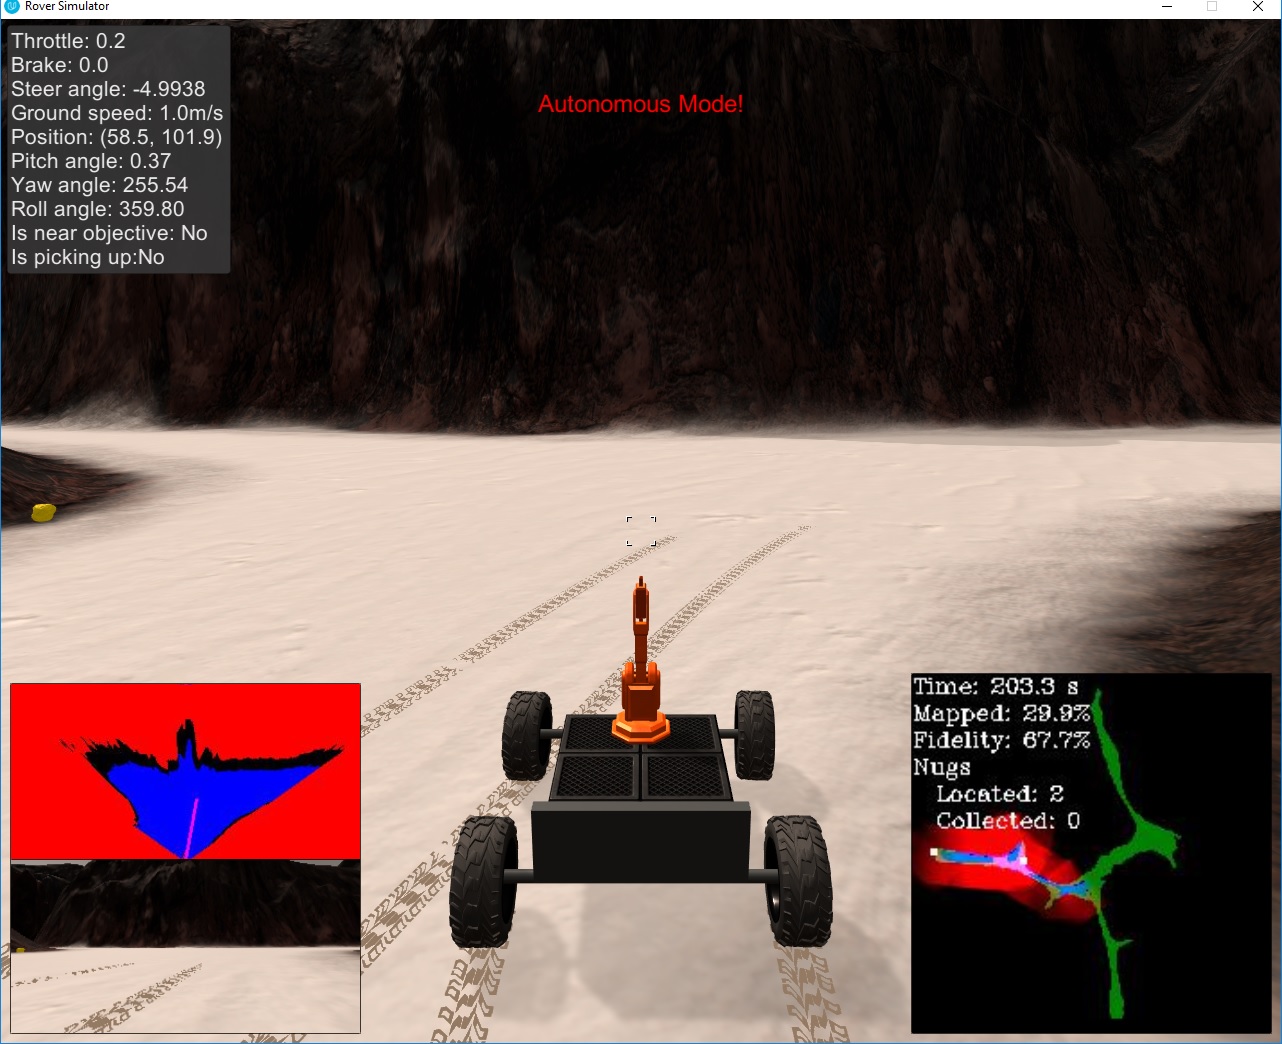 Rover Simulator
Throttle: 0.2
Brake: 0.0
Steer angle: -4.9938
Ground speed: 1.0m/s
Position: (58.5, 101.9)
Pitch angle: 0.37
Yaw angle: 255.54
Roll angle: 359.80
Is near objective: No
Is picking up:No
Autonomous Mode!
Time: 203.3 s
Mapped: 29.9%
Fidelity: 67.7%
Nugs
Located: 2
Collected: 0